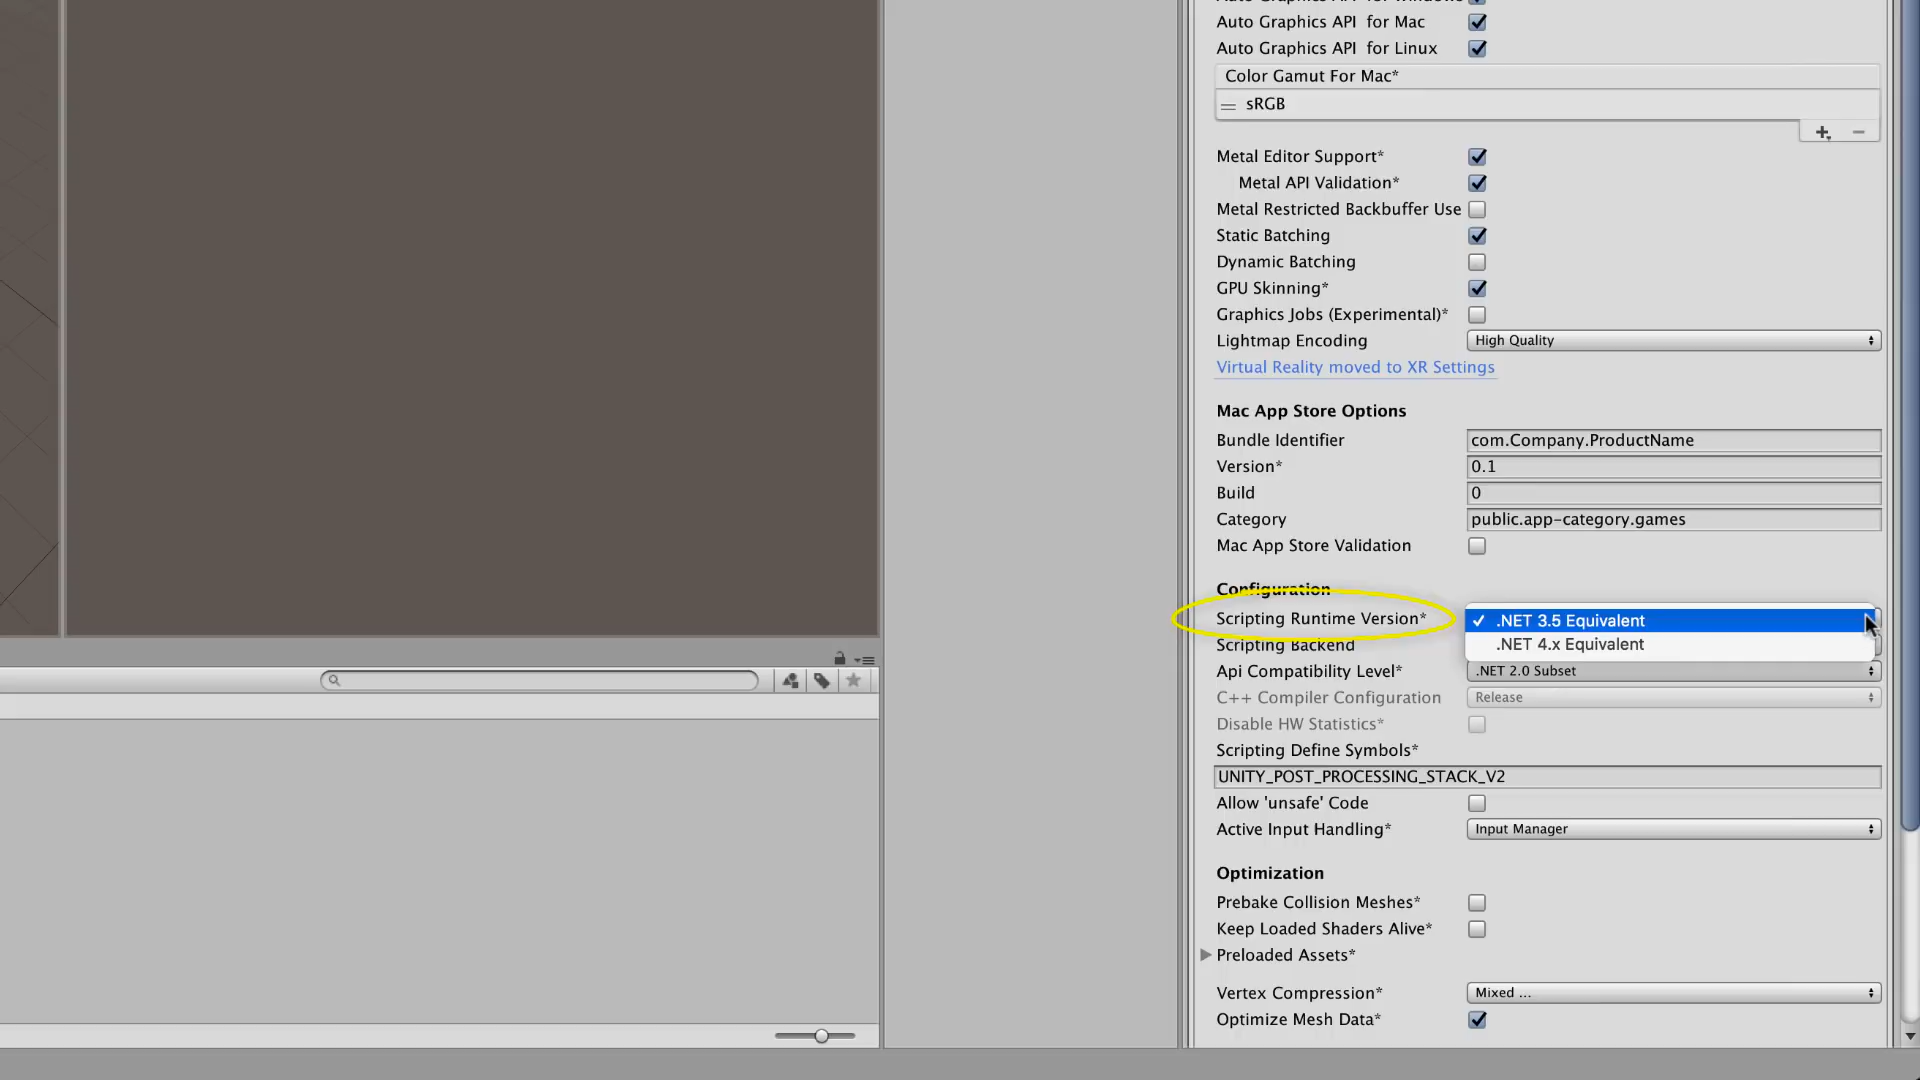 Auto Graphics API for Windows
Auto Graphics API for Mac
Auto Graphics API for Linux
Color Gamut For Mac*
sRGB
Metal Editor Support*
Metal API Validation*
Metal Restricted Backbuffer Use
Static Batching
Dynamic Batching
GPU Skinning*
Graphics Jobs (Experimental)*
Lightmap Encoding High Quality
Virtual Reality moved to XR Settings
Mac App Store Options
Bundle Identifier com.Company.ProductName
Version* 0.1
Build 0
Category public.app-category.games
Mac App Store Validation
Configuration
Scripting Runtime Version* .NET 3.5 Equivalent
.NET 4.x Equivalent
Scripting Backend
Api Compatibility Level* .NET 2.0 Subset
C++ Compiler Configuration Release
Disable HW Statistics*
Scripting Define Symbols*
UNITY_POST_PROCESSING_STACK_V2
Allow 'unsafe' Code
Active Input Handling* Input Manager
Optimization
Prebake Collision Meshes*
Keep Loaded Shaders Alive*
Preloaded Assets*
Vertex Compression* Mixed ...
Optimize Mesh Data*